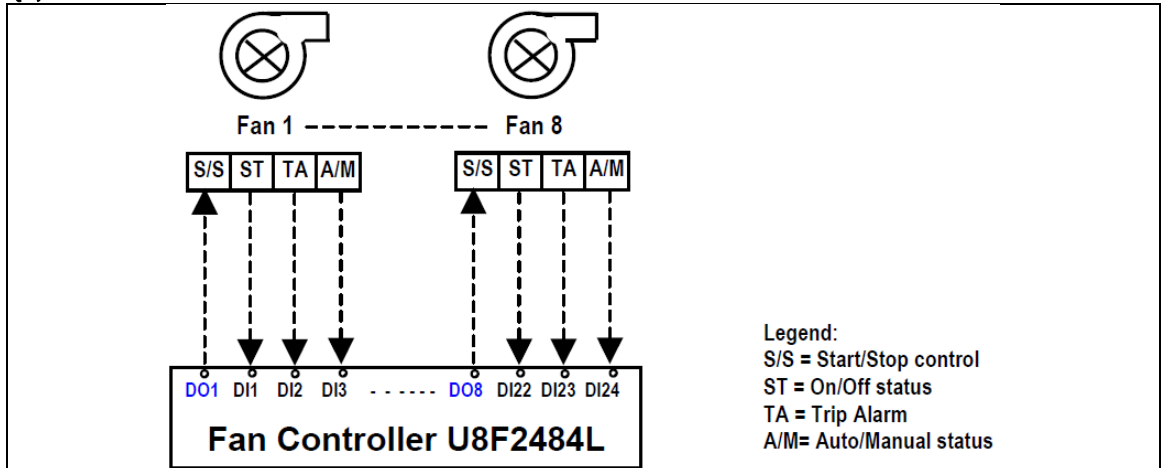 Fan 1 ---------- Fan 8
S/S ST TA A/M S/S ST TA A/M
DO1 DI1 DI2 DI3 - - - - - - DO8 DI22 DI23 DI24
Fan Controller U8F2484L
Legend:
S/S = Start/Stop control
ST = On/Off status
TA = Trip Alarm
A/M= Auto/Manual status